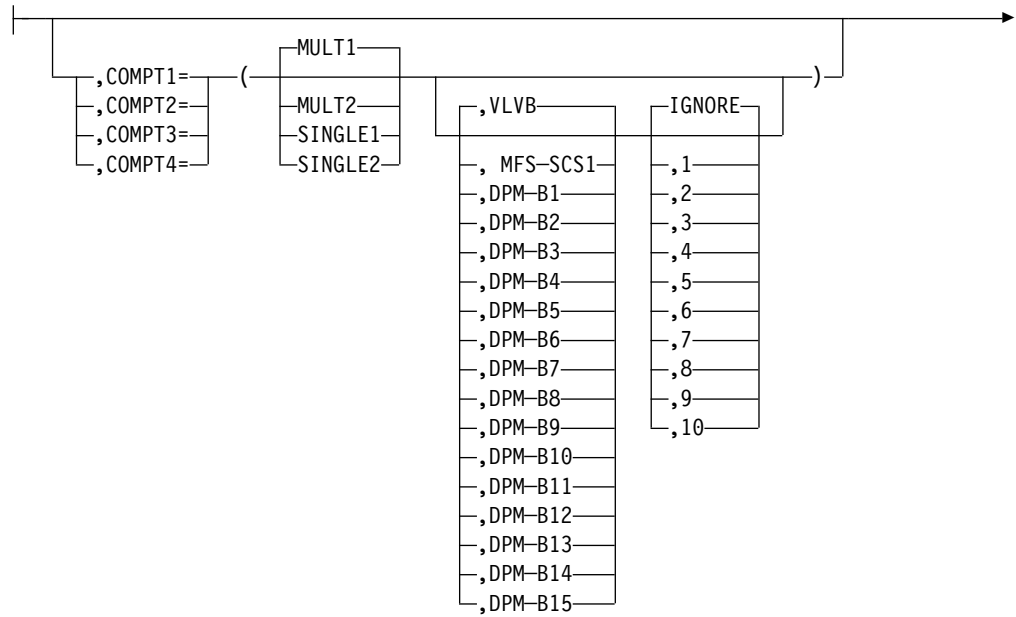 MULT1
,COMPT1= ( )
,COMPT2= MULT2 ,VLVB IGNORE
,COMPT3= SINGLE1
,COMPT4= SINGLE2 , MFS-SCS1 ,1
,DPM-B1 ,2
,DPM-B2 ,3
,DPM-B3 ,4
,DPM-B4 ,5
,DPM-B5 ,6
,DPM-B6 ,7
,DPM-B7 ,8
,DPM-B8 ,9
,DPM-B9 ,10
,DPM-B10
,DPM-B11
,DPM-B12
,DPM-B13
,DPM-B14
,DPM-B15